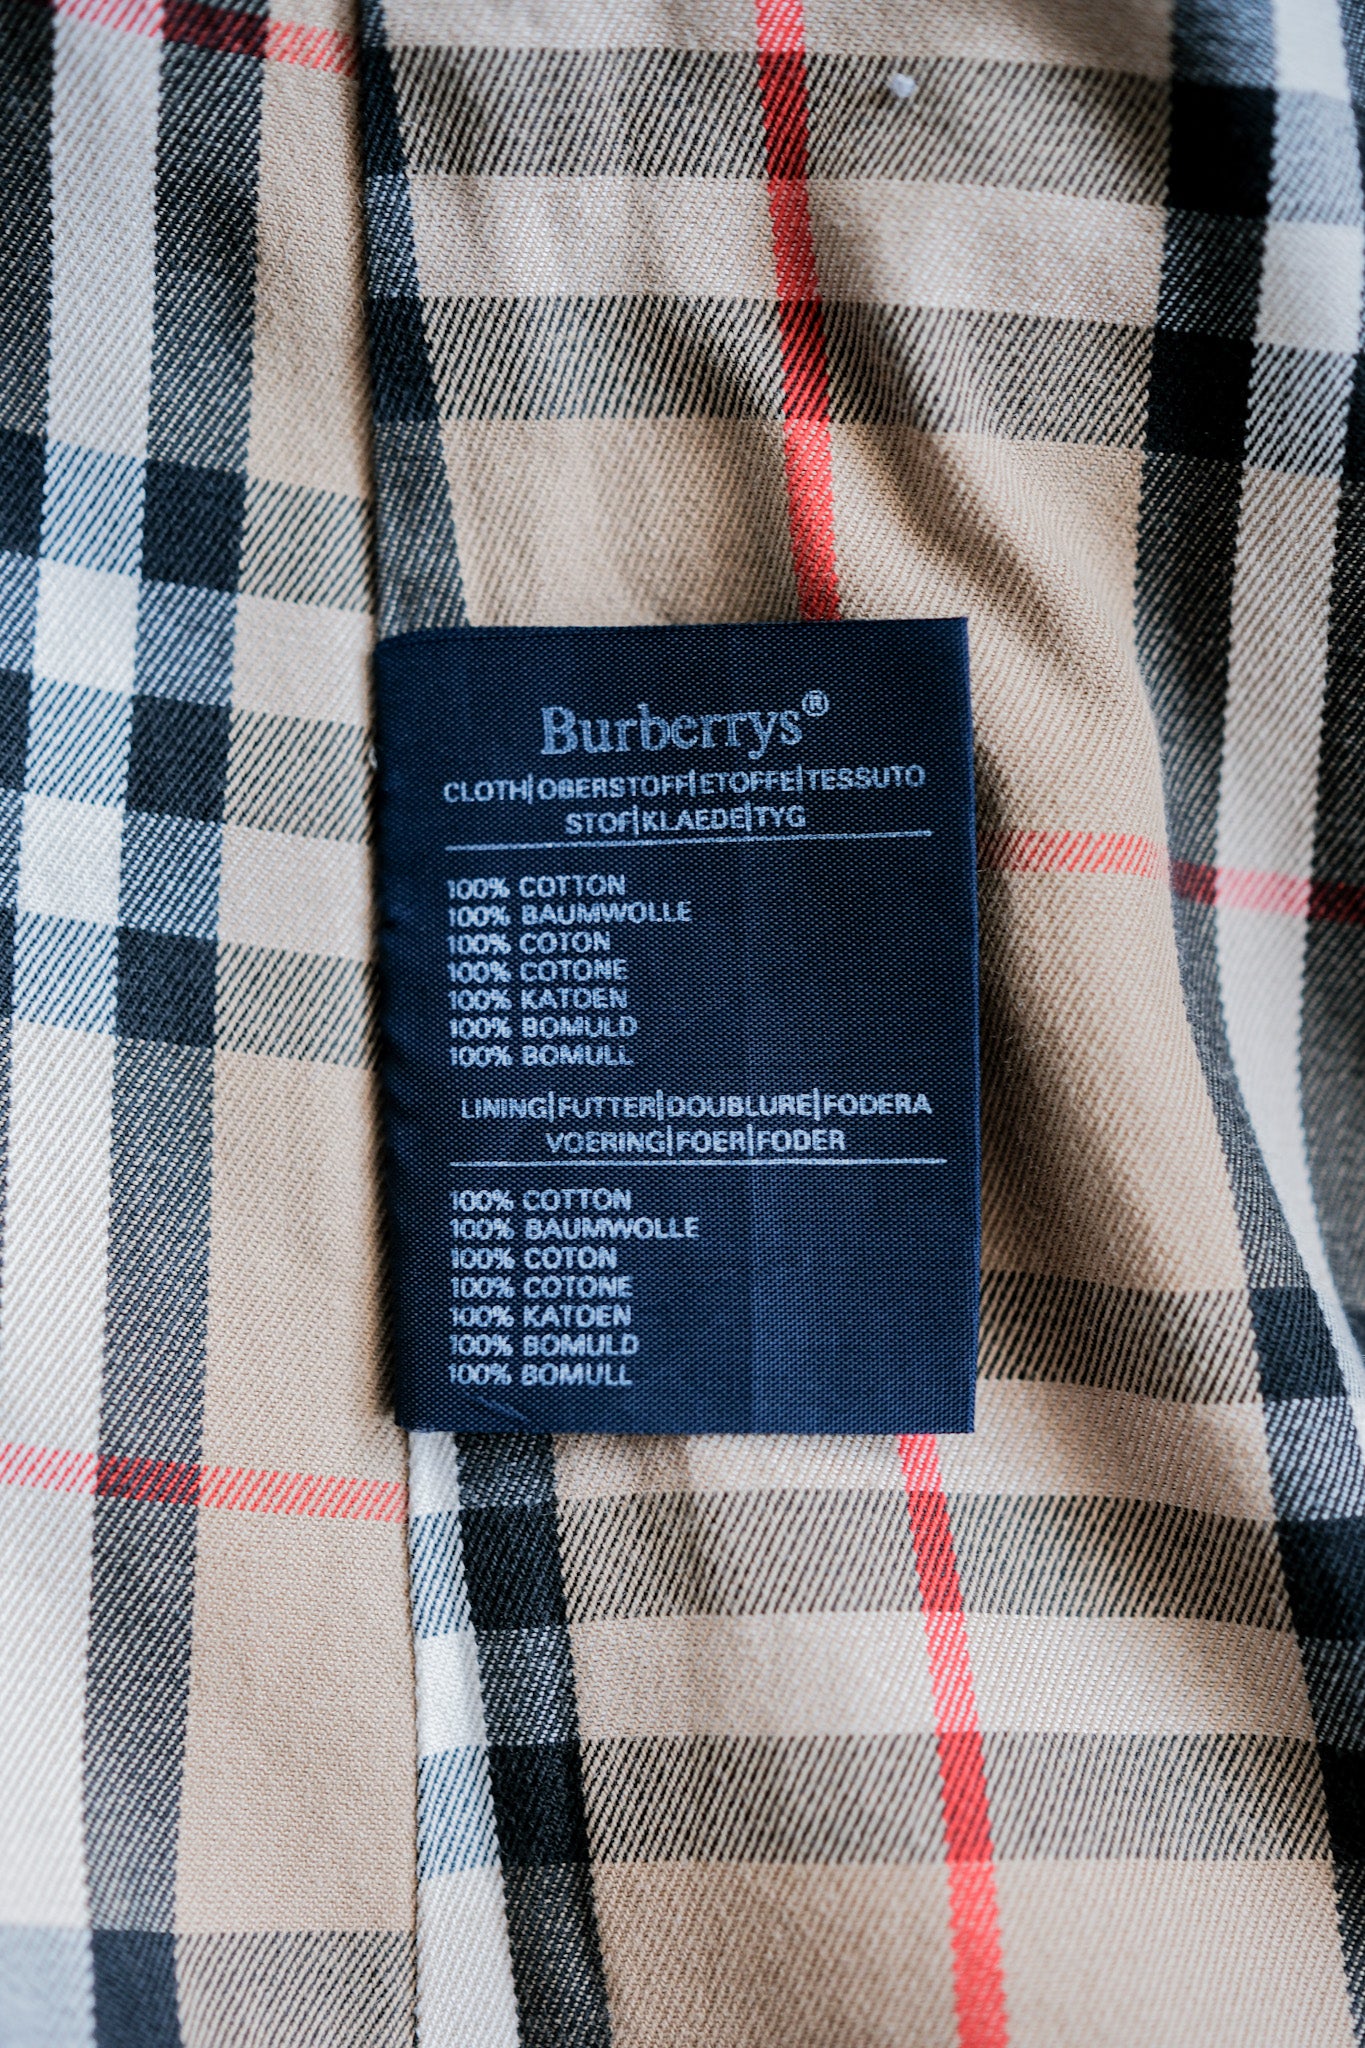 Burberrys®
CLOTH|OBERSTOFF|ETOFFE|TESSUTO
STOF|KLAEDE|TYG
100% COTTON
100% BAUMWOLLE
100% COTON
100% COTONE
100% KATOEN
100% BOMULD
100% BOMULL
LINING|FUTTER|DOUBLURE|FODERA
VOERING|FOER|FODER
100% COTTON
100% BAUMWOLLE
100% COTON
100% COTONE
100% KATOEN
100% BOMULD
100% BOMULL